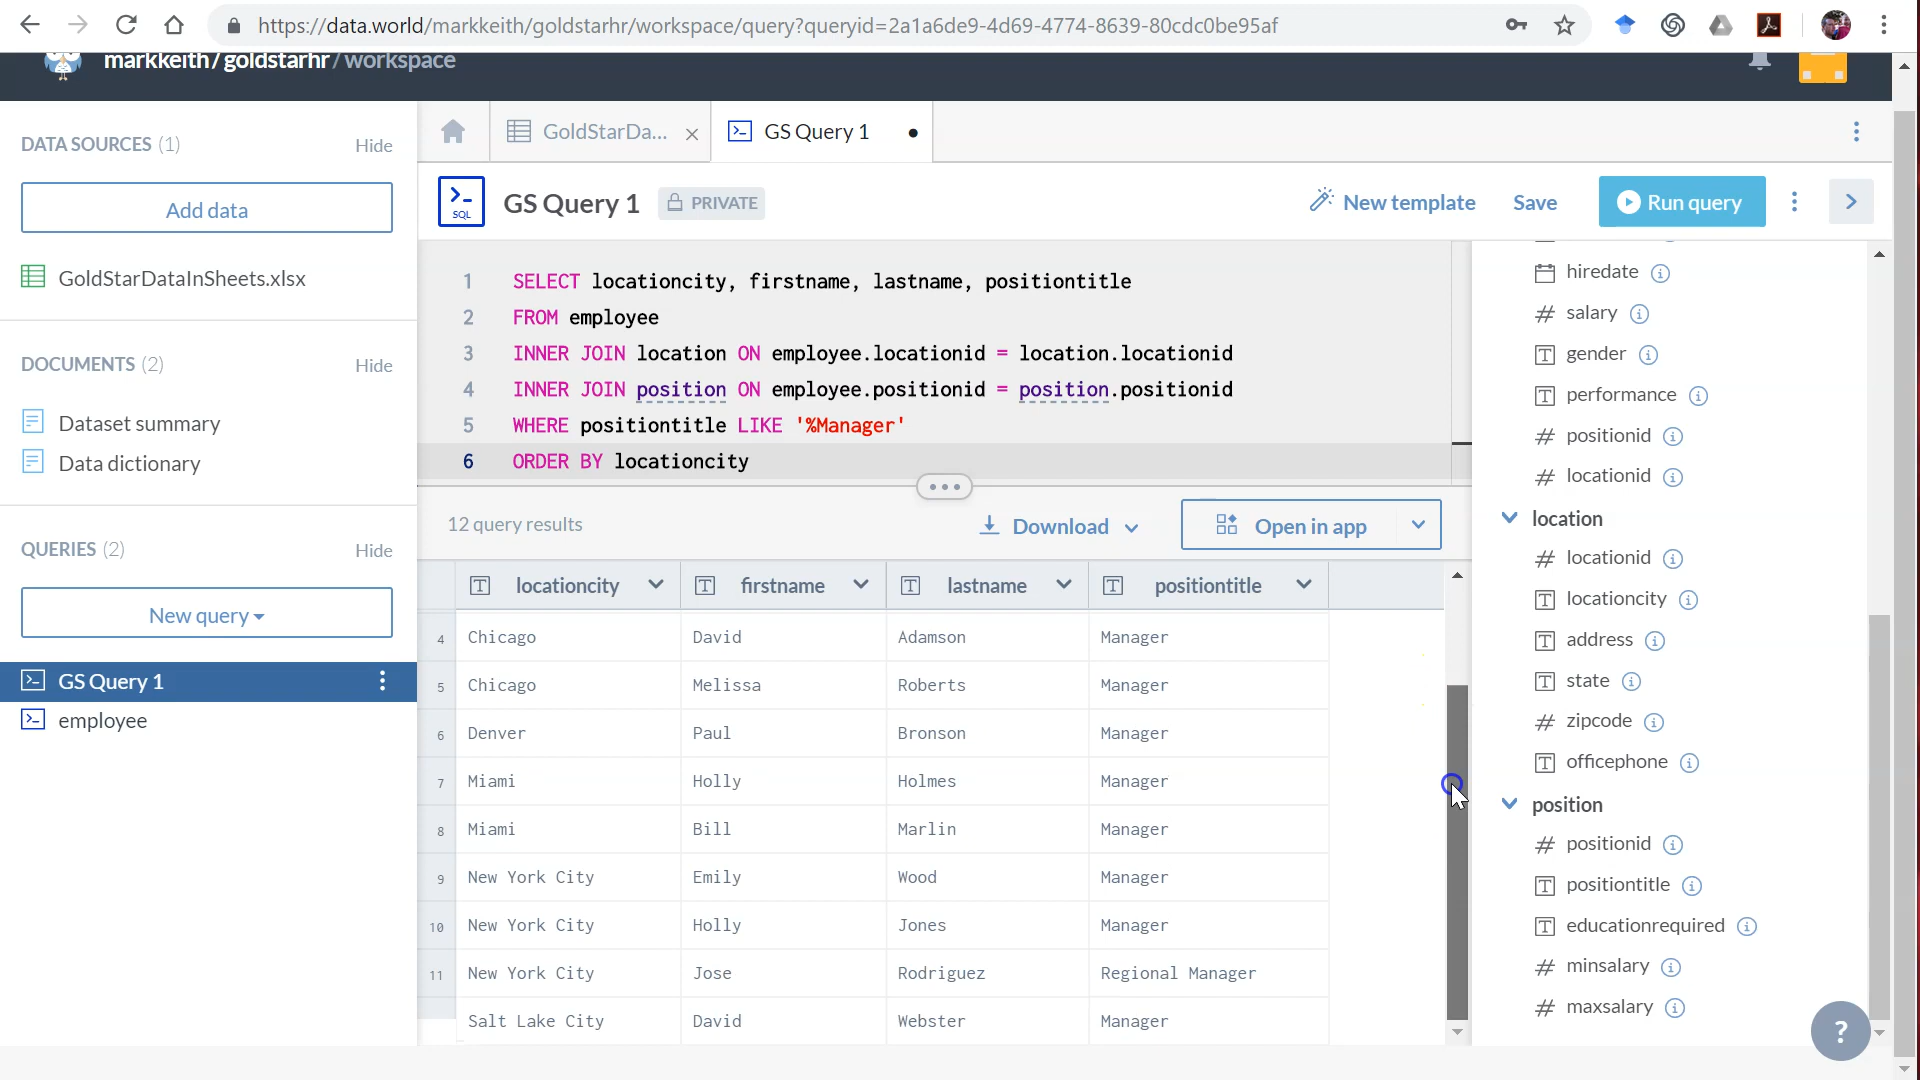 https://data.world/markkeith/goldstarhr/workspace/query?queryid=2a1a6de9-4d69-4774-8639-80cdc0be95af
markkeith/goldstarhr/workspace
DATA SOURCES (1)
Hide
Add data
GoldStarDataInSheets.xlsx
DOCUMENTS (2)
Hide
Dataset summary
Data dictionary
QUERIES (2)
Hide
New query
GS Query 1
employee
GoldStarDa...
GS Query 1
SQL
GS Query 1
PRIVATE
New template
Save
Run query
1 SELECT locationcity, firstname, lastname, positiontitle
2 FROM employee
3 INNER JOIN location ON employee.locationid = location.locationid
4 INNER JOIN position ON employee.positionid = position.positionid
5 WHERE positiontitle LIKE '%Manager'
6 ORDER BY locationcity
12 query results
Download
Open in app
locationcity firstname lastname positiontitle
4 Chicago David Adamson Manager
5 Chicago Melissa Roberts Manager
6 Denver Paul Bronson Manager
7 Miami Holly Holmes Manager
8 Miami Bill Marlin Manager
9 New York City Emily Wood Manager
10 New York City Holly Jones Manager
11 New York City Jose Rodriguez Regional Manager
Salt Lake City David Webster Manager
hiredate
salary
gender
performance
positionid
locationid
location
locationid
locationcity
address
state
zipcode
officephone
position
positionid
positiontitle
educationrequired
minsalary
maxsalary
?